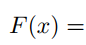 F(x) =